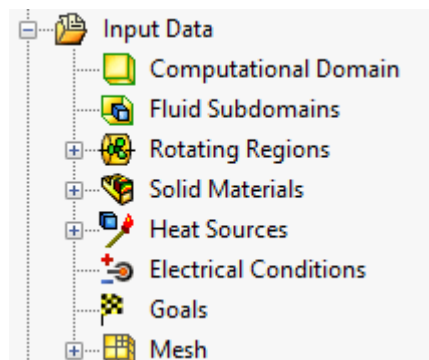 Input Data
Computational Domain
Fluid Subdomains
Rotating Regions
Solid Materials
Heat Sources
Electrical Conditions
Goals
Mesh